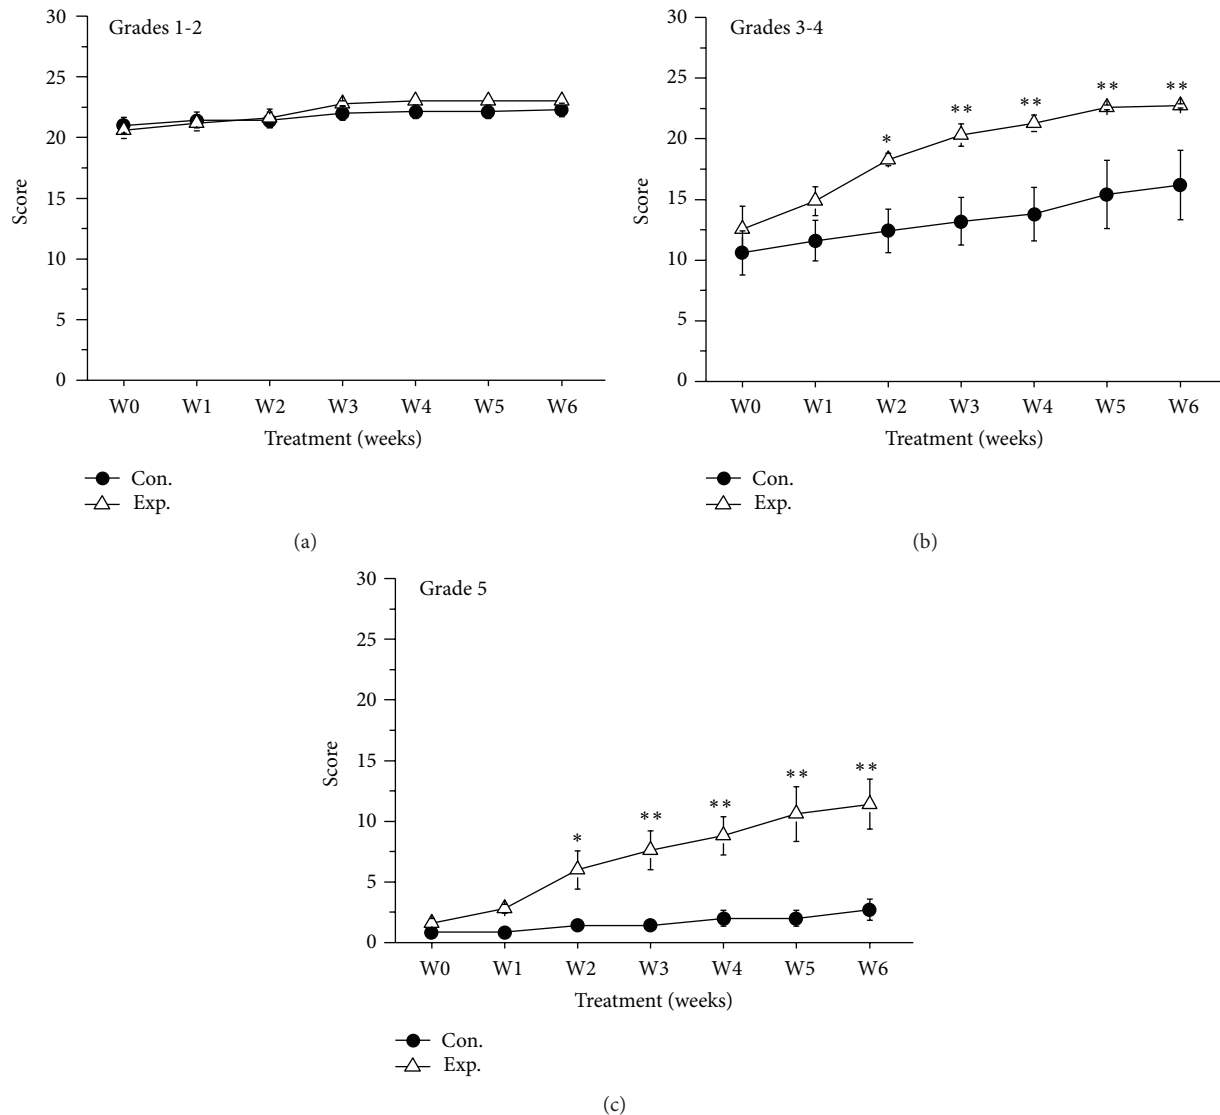 Grades 1-2
30
25
20
15
10
5
0
Score
W0 W1 W2 W3 W4 W5 W6
Treatment (weeks)
Con.
Exp.
(a)
Grades 3-4
30
25
20
15
10
5
0
Score
* ** ** ** **
W0 W1 W2 W3 W4 W5 W6
Treatment (weeks)
Con.
Exp.
(b)
Grade 5
30
25
20
15
10
5
0
Score
* ** ** ** **
W0 W1 W2 W3 W4 W5 W6
Treatment (weeks)
Con.
Exp.
(c)